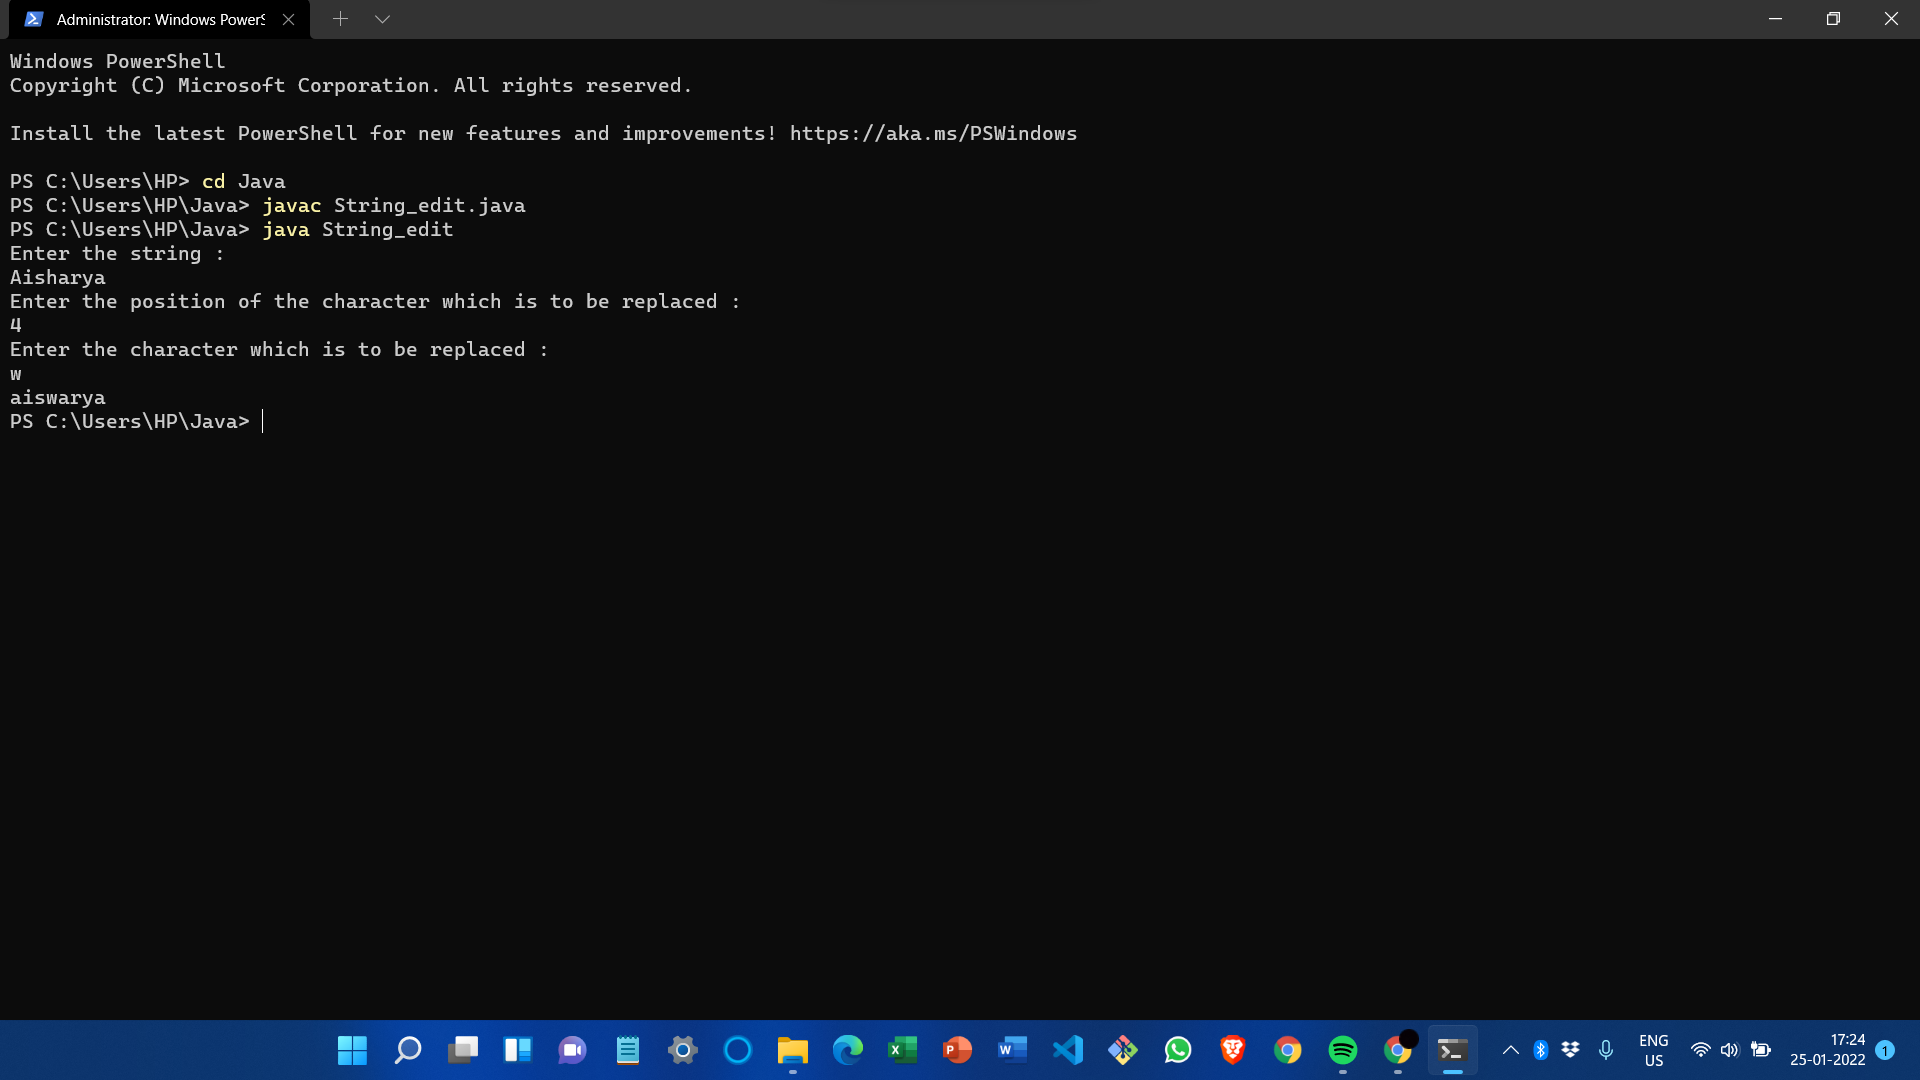 Administrator: Windows PowerS
Windows PowerShell
Copyright (C) Microsoft Corporation. All rights reserved.
Install the latest PowerShell for new features and improvements! https://aka.ms/PSWindows
PS C:\Users\HP> cd Java
PS C:\Users\HP\Java> javac String_edit.java
PS C:\Users\HP\Java> java String_edit
Enter the string :
Aisharya
Enter the position of the character which is to be replaced :
4
Enter the character which is to be replaced :
w
aiswarya
PS C:\Users\HP\Java>
X
P
W
ENG
US
17:24
25-01-2022
1